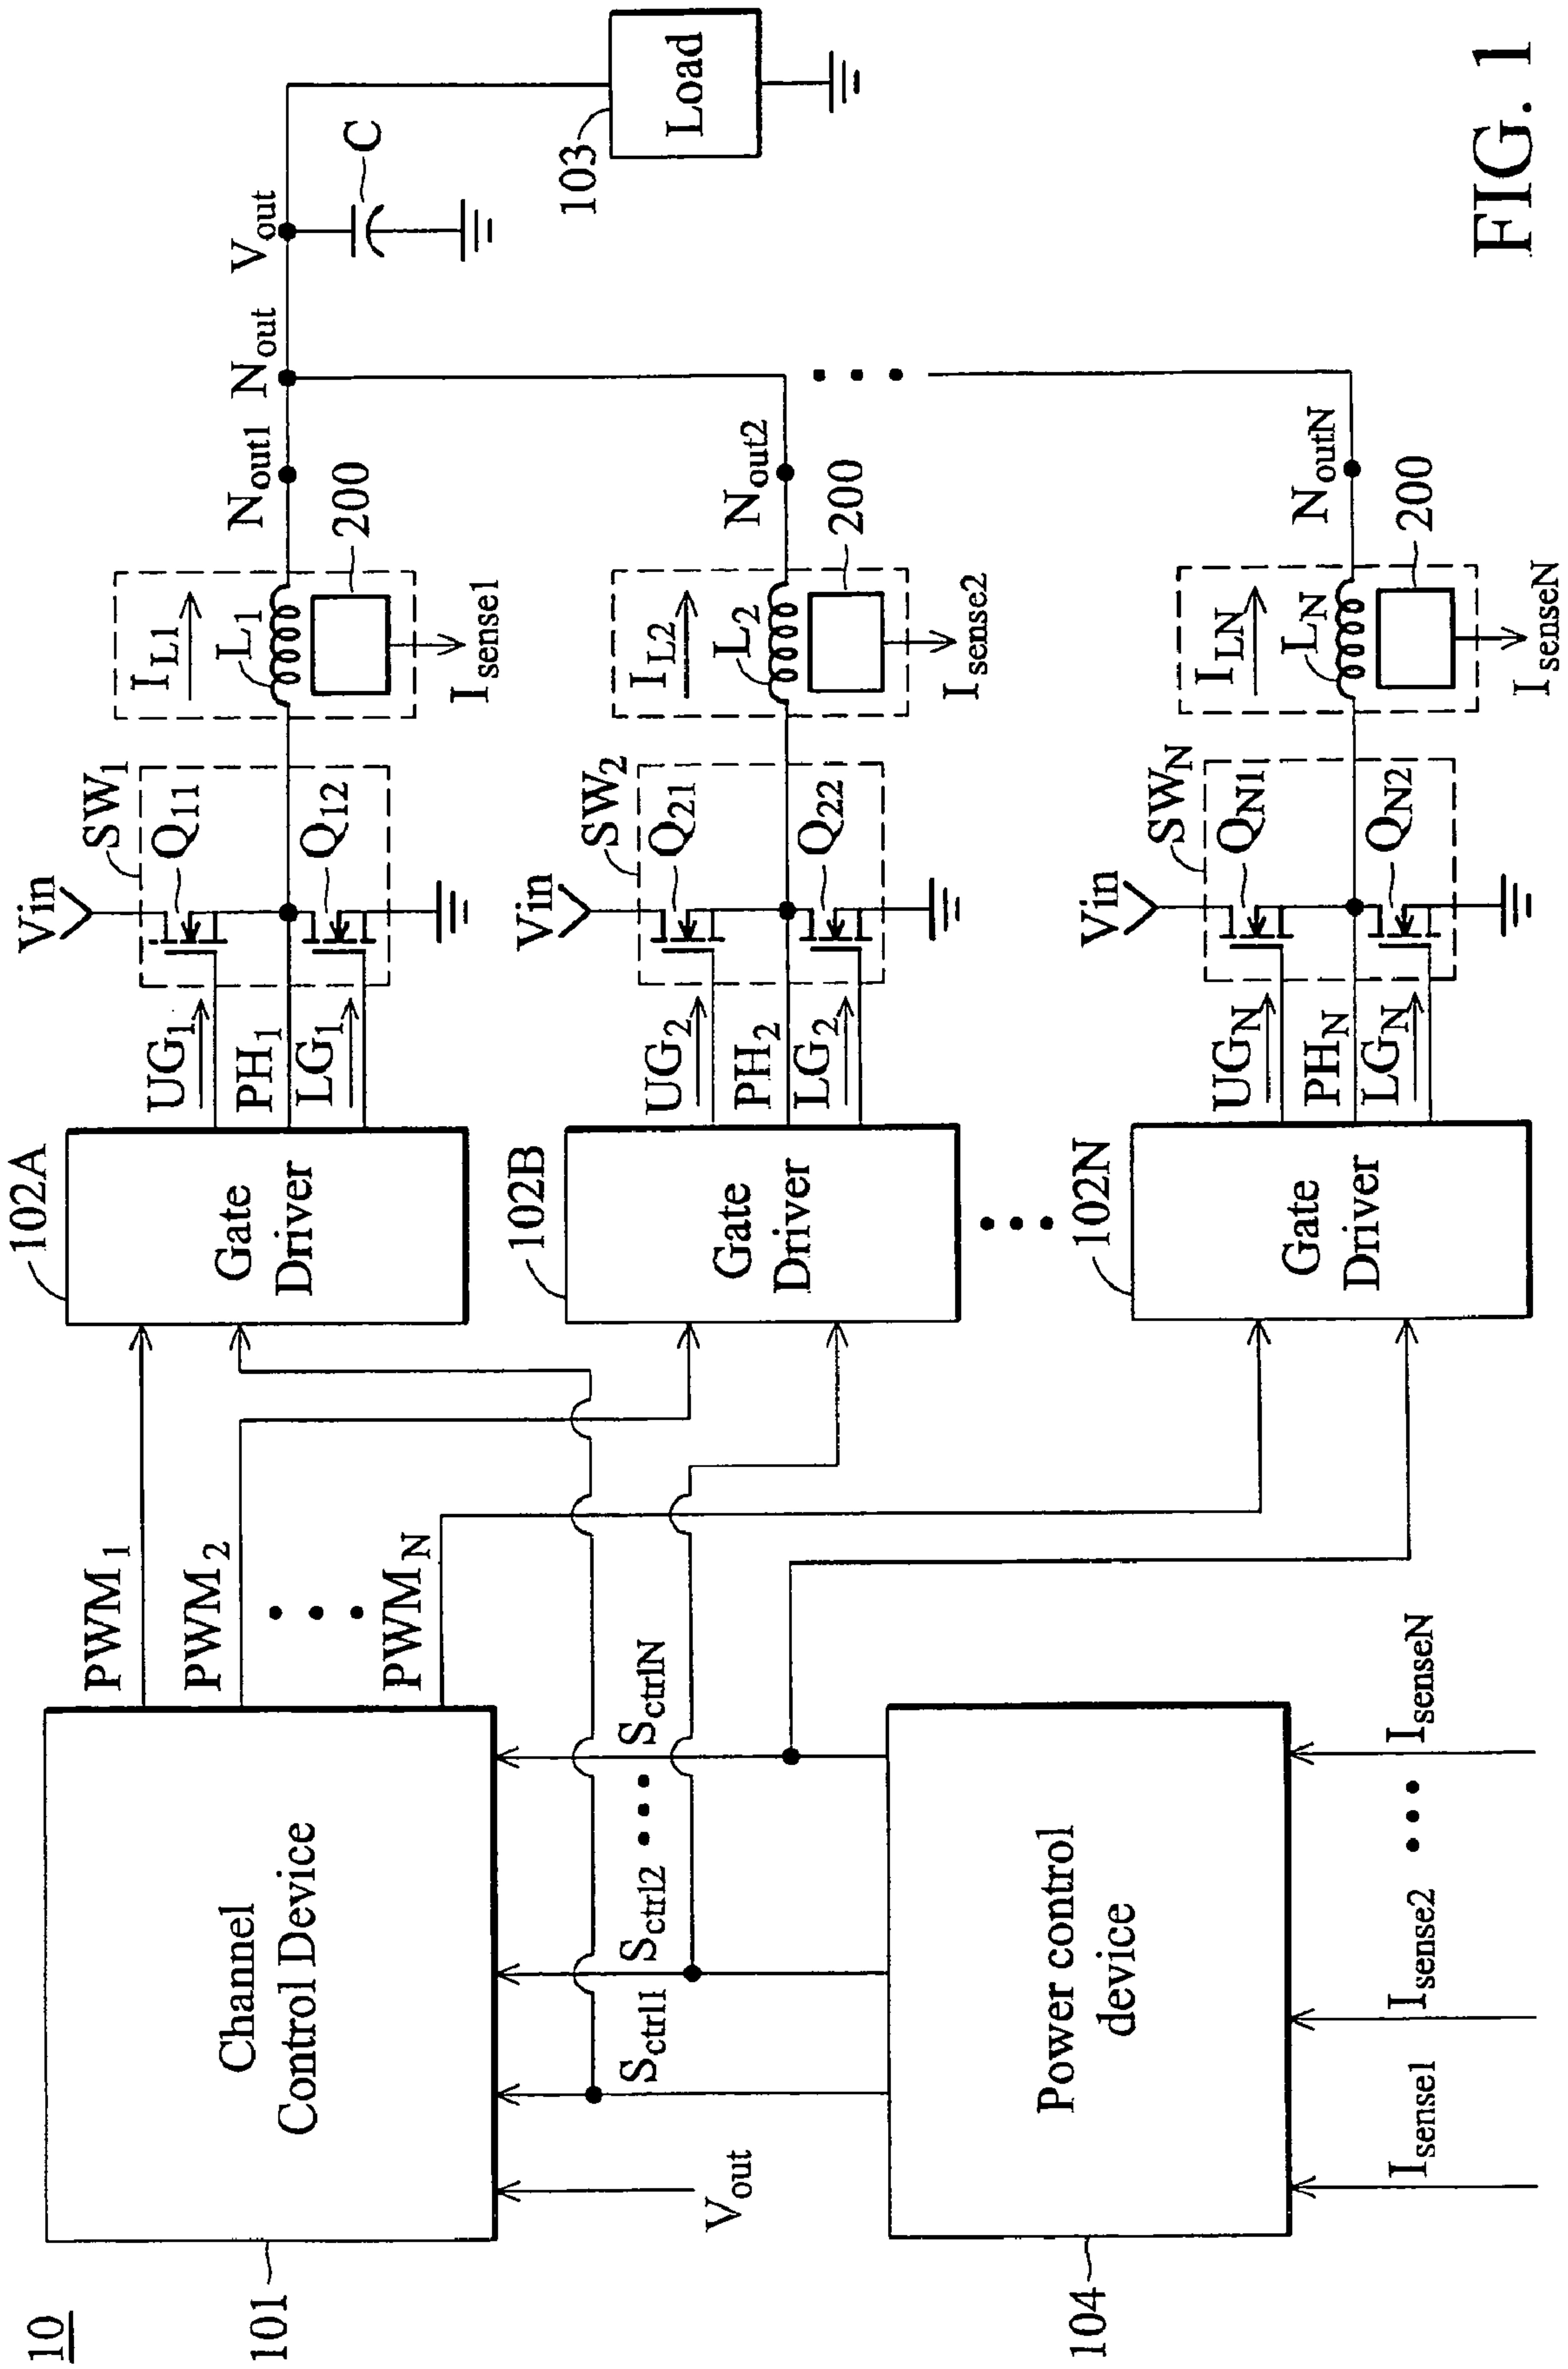 10
101
Channel
Control Device
PWM1
PWM2
PWMN
Vout
Sctrl1
Sctrl2
SctrlN
104
Power control
device
Isense1
Isense2
IsenseN
102A
Gate
Driver
UG1
PH1
LG1
Vin
SW1
Q11
Q12
IL1
L1
200
Isense1
Nout1
Nout
Vout
C
103
Load
102B
Gate
Driver
UG2
PH2
LG2
Vin
SW2
Q21
Q22
IL2
L2
200
Isense2
Nout2
102N
Gate
Driver
UGN
PHN
LGN
Vin
SWN
QN1
QN2
ILN
LN
200
IsenseN
NoutN
FIG. 1